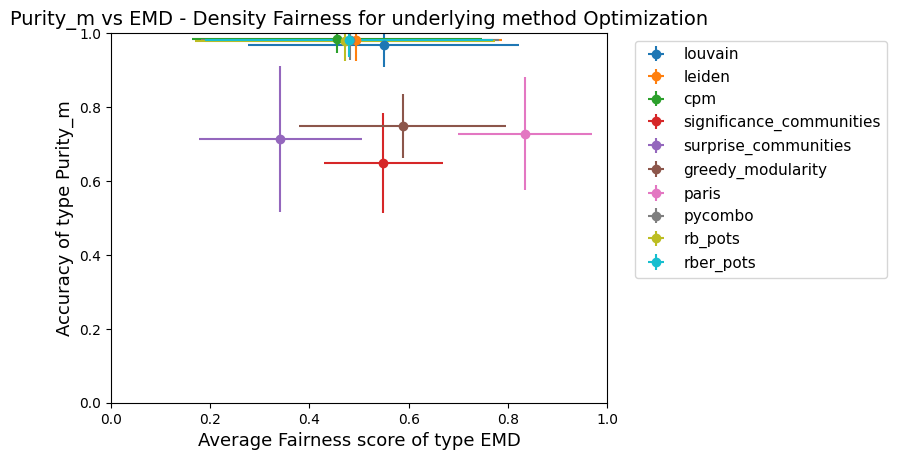 Purity_m vs EMD - Density Fairness for underlying method Optimization
Accuracy of type Purity_m
1.0
0.8
0.6
0.4
0.2
0.0
0.0 0.2 0.4 0.6 0.8 1.0
Average Fairness score of type EMD
louvain
leiden
cpm
significance_communities
surprise_communities
greedy_modularity
paris
pycombo
rb_pots
rber_pots